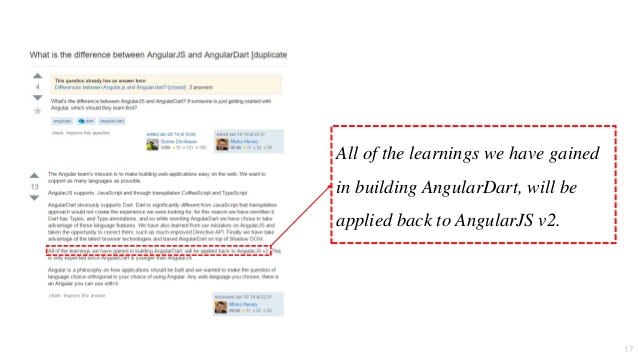 What is the difference between AngularJS and AngularDart [duplicate
This question already has an answer here:
Differences between Angular.js and Angular.dart? [closed] 3 answers
4
What's the difference between AngularJS and AngularDart? If someone is just getting started with
Angular, which should they learn first?
angularjs dart angular-dart
share improve this question
edited Jan 20 '14 at
Günter Zöchbauer
asked Jan 10 '14 at 22:37
Misko Hevery
The Angular team's mission is to make building web-applications easy on the web. We want to
support as many languages as possible.
13
AngularJS supports: JavaScript and through transpilation CoffeeScript and TypeScript.
AngularDart obviously supports Dart. Dart is significantly different from JavaScript that transpilation
approach would not create the experience we were looking for, for this reason we have rewritten it.
Dart has Types, and Type annotations, and so while rewriting AngularDart we have chose to take
advantage of these language features. We have also learned from our mistakes on AngularJS and
taken the opportunity to correct them, such as much improved Directive API. Finally we have take
advantage of the latest browser technologies and based AngularDart on top of Shadow DOM.
All of the learnings we have gained in building AngularDart, will be applied back to AngularJS v2. This
is only expected since AngularDart is younger than AngularJS.
Angular is a philosophy on how applications should be built and we wanted to make the question of
language choice orthogonal to your choice of using Angular. Any web language you choose, there is
an Angular you can use with it.
share improve this answer
answered Jan 10 '14 at 22:37
Misko Hevery
All of the learnings we have gained
in building AngularDart, will be
applied back to AngularJS v2.
17